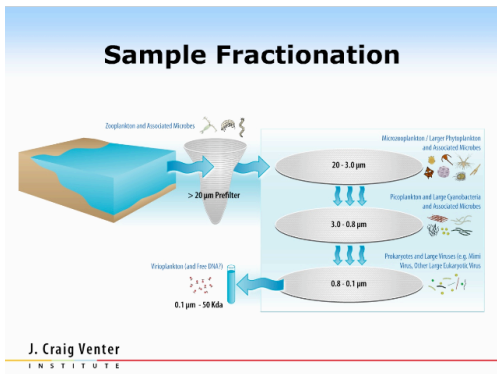 Sample Fractionation
Zooplankton and Associated Microbes
> 20 µm Prefilter
Microzooplankton / Larger Phytoplankton
and Associated Microbes
20 - 3.0 µm
Picoplankton and Large Cyanobacteria
and Associated Microbes
3.0 - 0.8 µm
Prokaryotes and Large Viruses (e.g. Mimi
Virus, Other Large Eukaryotic Virus
0.8 - 0.1 µm
Virioplankton (and Free DNA?)
0.1 µm - 50 Kda
J. Craig Venter
INSTITUTE